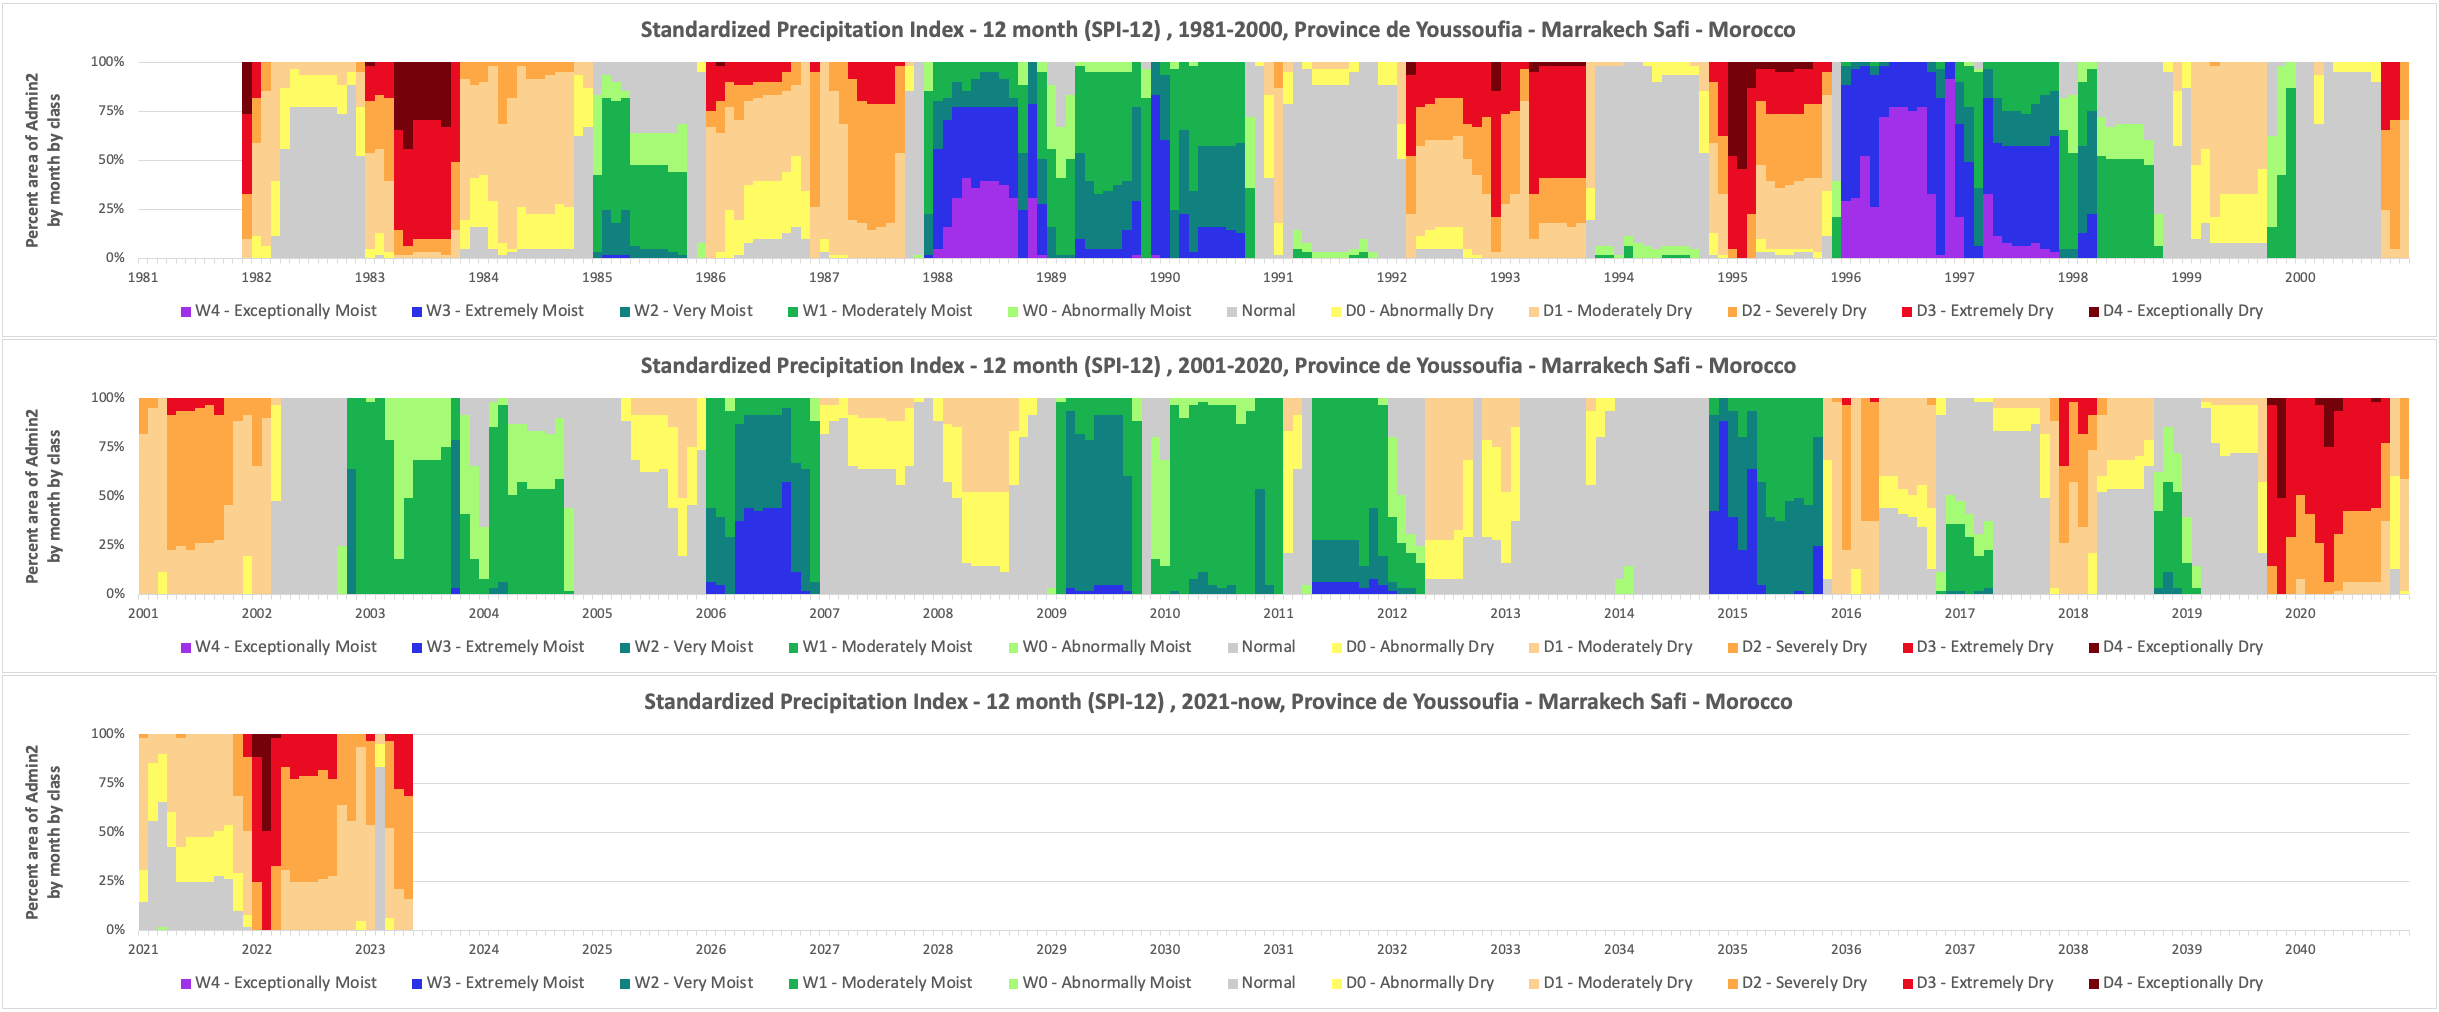 Standardized Precipitation Index - 12 month (SPI-12) , 1981-2000, Province de Youssoufia - Marrakech Safi - Morocco
Percent area of Admin2
by month by class
100%
75%
50%
25%
0%
1981 1982 1983 1984 1985 1986 1987 1988 1989 1990 1991 1992 1993 1994 1995 1996 1997 1998 1999 2000
W4 - Exceptionally Moist W3 - Extremely Moist W2 - Very Moist W1 - Moderately Moist W0 - Abnormally Moist Normal D0 - Abnormally Dry D1 - Moderately Dry D2 - Severely Dry D3 - Extremely Dry D4 - Exceptionally Dry
Standardized Precipitation Index - 12 month (SPI-12) , 2001-2020, Province de Youssoufia - Marrakech Safi - Morocco
Percent area of Admin2
by month by class
100%
75%
50%
25%
0%
2001 2002 2003 2004 2005 2006 2007 2008 2009 2010 2011 2012 2013 2014 2015 2016 2017 2018 2019 2020
W4 - Exceptionally Moist W3 - Extremely Moist W2 - Very Moist W1 - Moderately Moist W0 - Abnormally Moist Normal D0 - Abnormally Dry D1 - Moderately Dry D2 - Severely Dry D3 - Extremely Dry D4 - Exceptionally Dry
Standardized Precipitation Index - 12 month (SPI-12) , 2021-now, Province de Youssoufia - Marrakech Safi - Morocco
Percent area of Admin2
by month by class
100%
75%
50%
25%
0%
2021 2022 2023 2024 2025 2026 2027 2028 2029 2030 2031 2032 2033 2034 2035 2036 2037 2038 2039 2040
W4 - Exceptionally Moist W3 - Extremely Moist W2 - Very Moist W1 - Moderately Moist W0 - Abnormally Moist Normal D0 - Abnormally Dry D1 - Moderately Dry D2 - Severely Dry D3 - Extremely Dry D4 - Exceptionally Dry